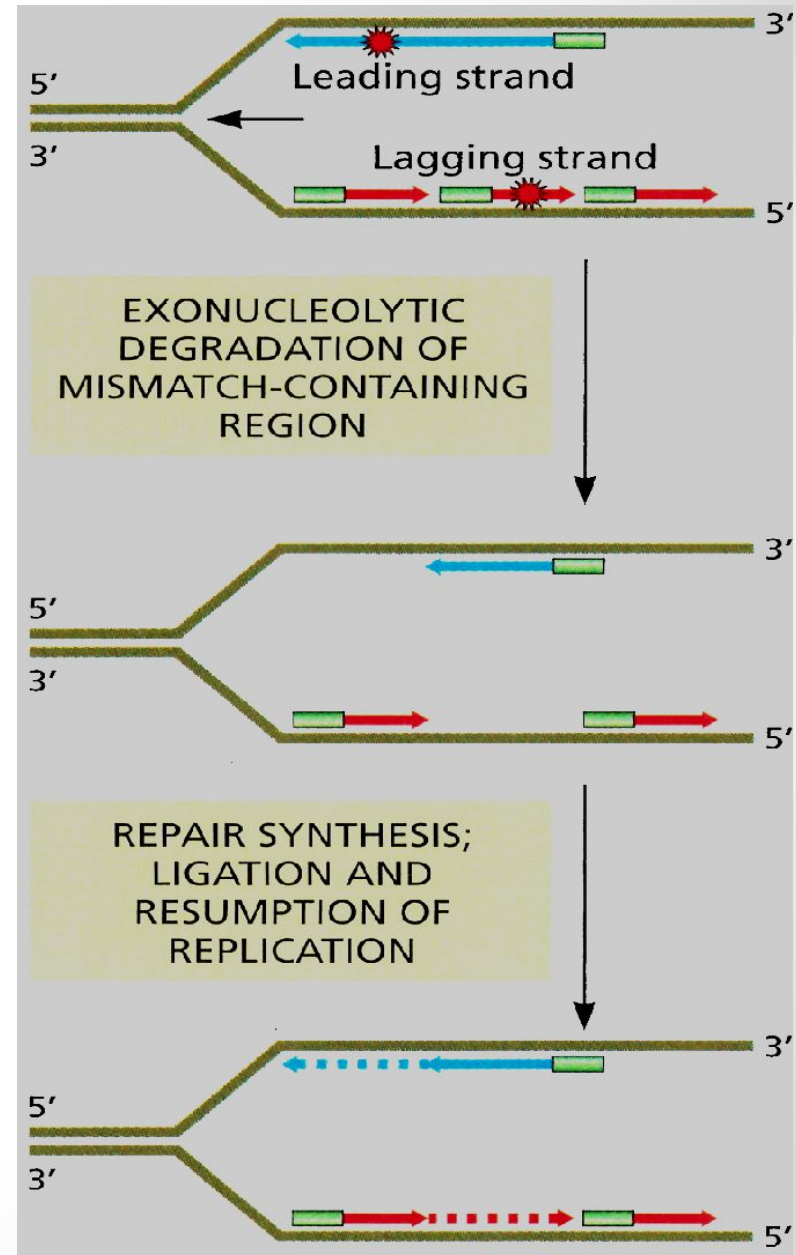 3′
Leading strand
5′
3′
Lagging strand
5′
EXONUCLEOLYTIC
DEGRADATION OF
MISMATCH-CONTAINING
REGION
3′
5′
3′
5′
REPAIR SYNTHESIS;
LIGATION AND
RESUMPTION OF
REPLICATION
3′
5′
3′
5′